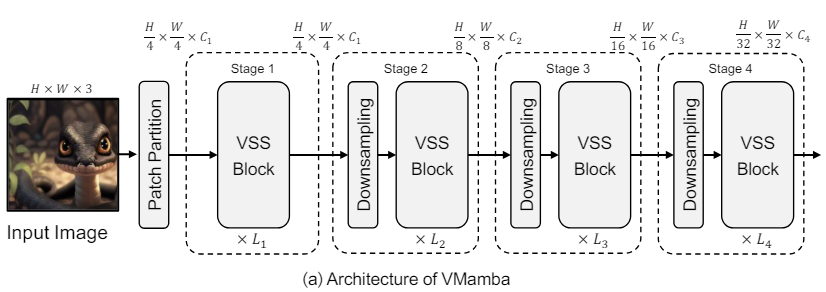 H/4 × W/4 × C₁
H/4 × W/4 × C₁
H/8 × W/8 × C₂
H/16 × W/16 × C₃
H/32 × W/32 × C₄
Stage 1
Stage 2
Stage 3
Stage 4
H × W × 3
Input Image
Patch Partition
VSS
Block
× L₁
Downsampling
VSS
Block
× L₂
Downsampling
VSS
Block
× L₃
Downsampling
VSS
Block
× L₄
(a) Architecture of VMamba